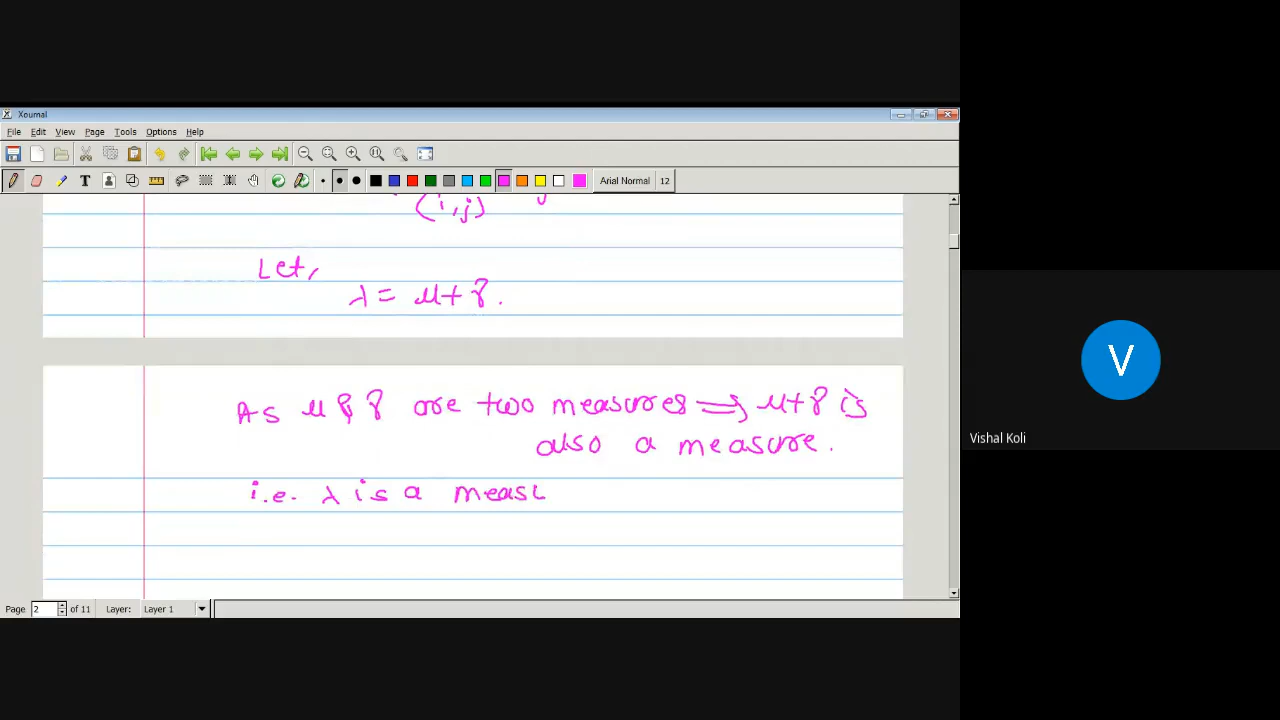 Xournal
File Edit View Page Tools Options Help
Arial Normal 12
(i,j)
Let,
λ = μ + γ.
As μ & γ are two measures ⟹ μ+γ is
also a measure.
i.e. λ is a meası
Page 2 of 11 Layer: Layer 1
V
Vishal Koli